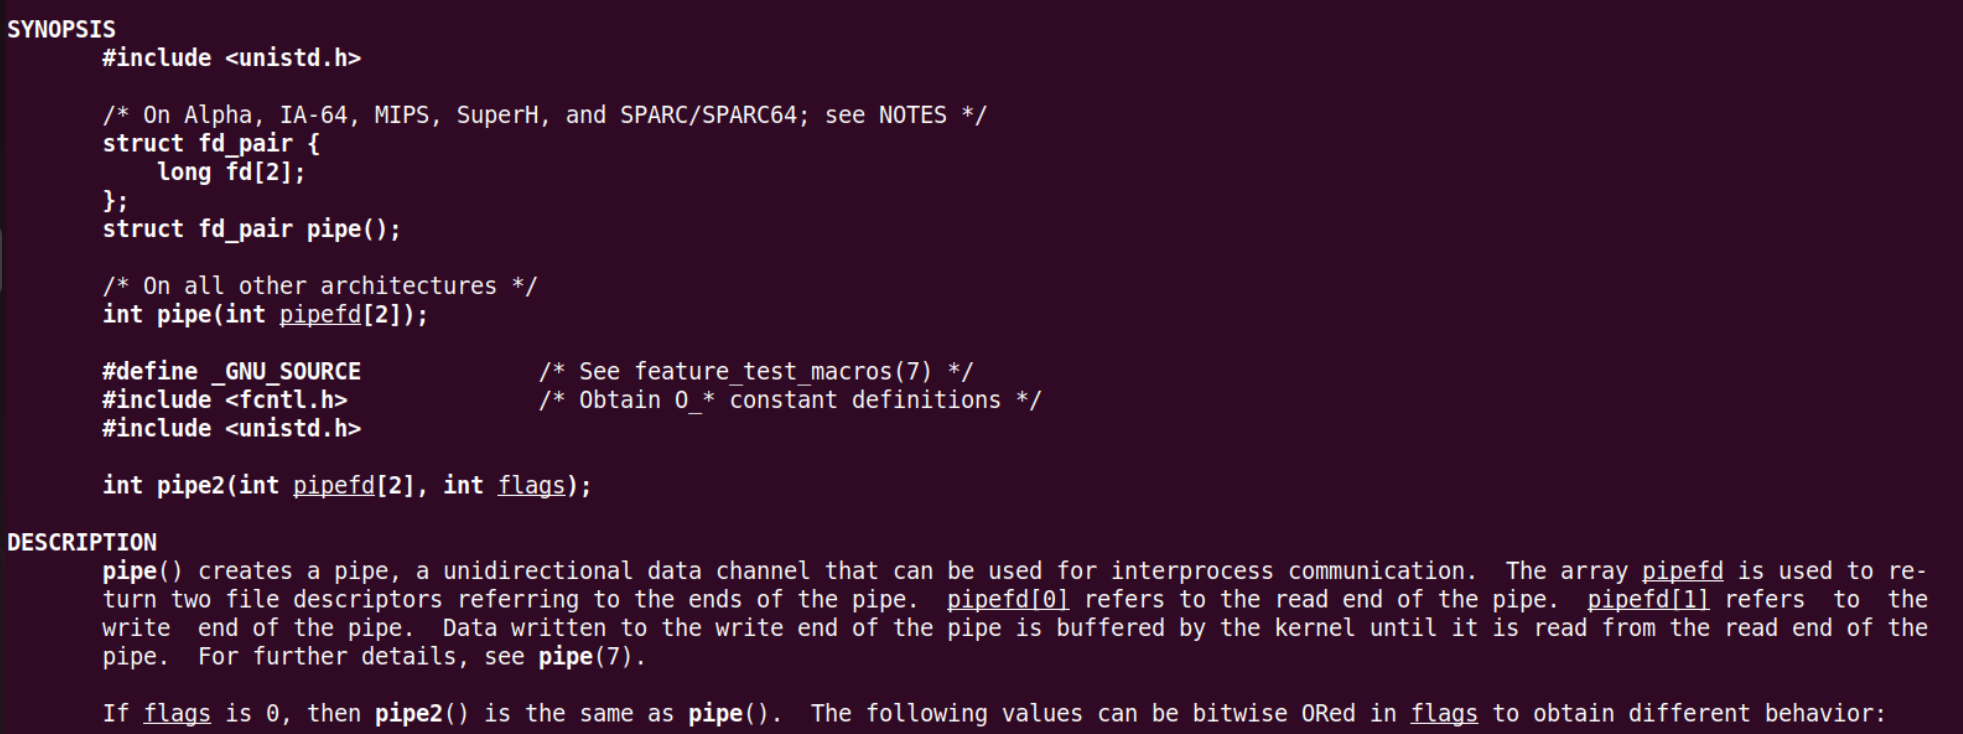 SYNOPSIS
#include <unistd.h>
/* On Alpha, IA-64, MIPS, SuperH, and SPARC/SPARC64; see NOTES */
struct fd_pair {
long fd[2];
};
struct fd_pair pipe();
/* On all other architectures */
int pipe(int pipefd[2]);
#define _GNU_SOURCE /* See feature_test_macros(7) */
#include <fcntl.h> /* Obtain O_* constant definitions */
#include <unistd.h>
int pipe2(int pipefd[2], int flags);
DESCRIPTION
pipe() creates a pipe, a unidirectional data channel that can be used for interprocess communication. The array pipefd is used to re-
turn two file descriptors referring to the ends of the pipe. pipefd[0] refers to the read end of the pipe. pipefd[1] refers to the
write end of the pipe. Data written to the write end of the pipe is buffered by the kernel until it is read from the read end of the
pipe. For further details, see pipe(7).
If flags is 0, then pipe2() is the same as pipe(). The following values can be bitwise ORed in flags to obtain different behavior: